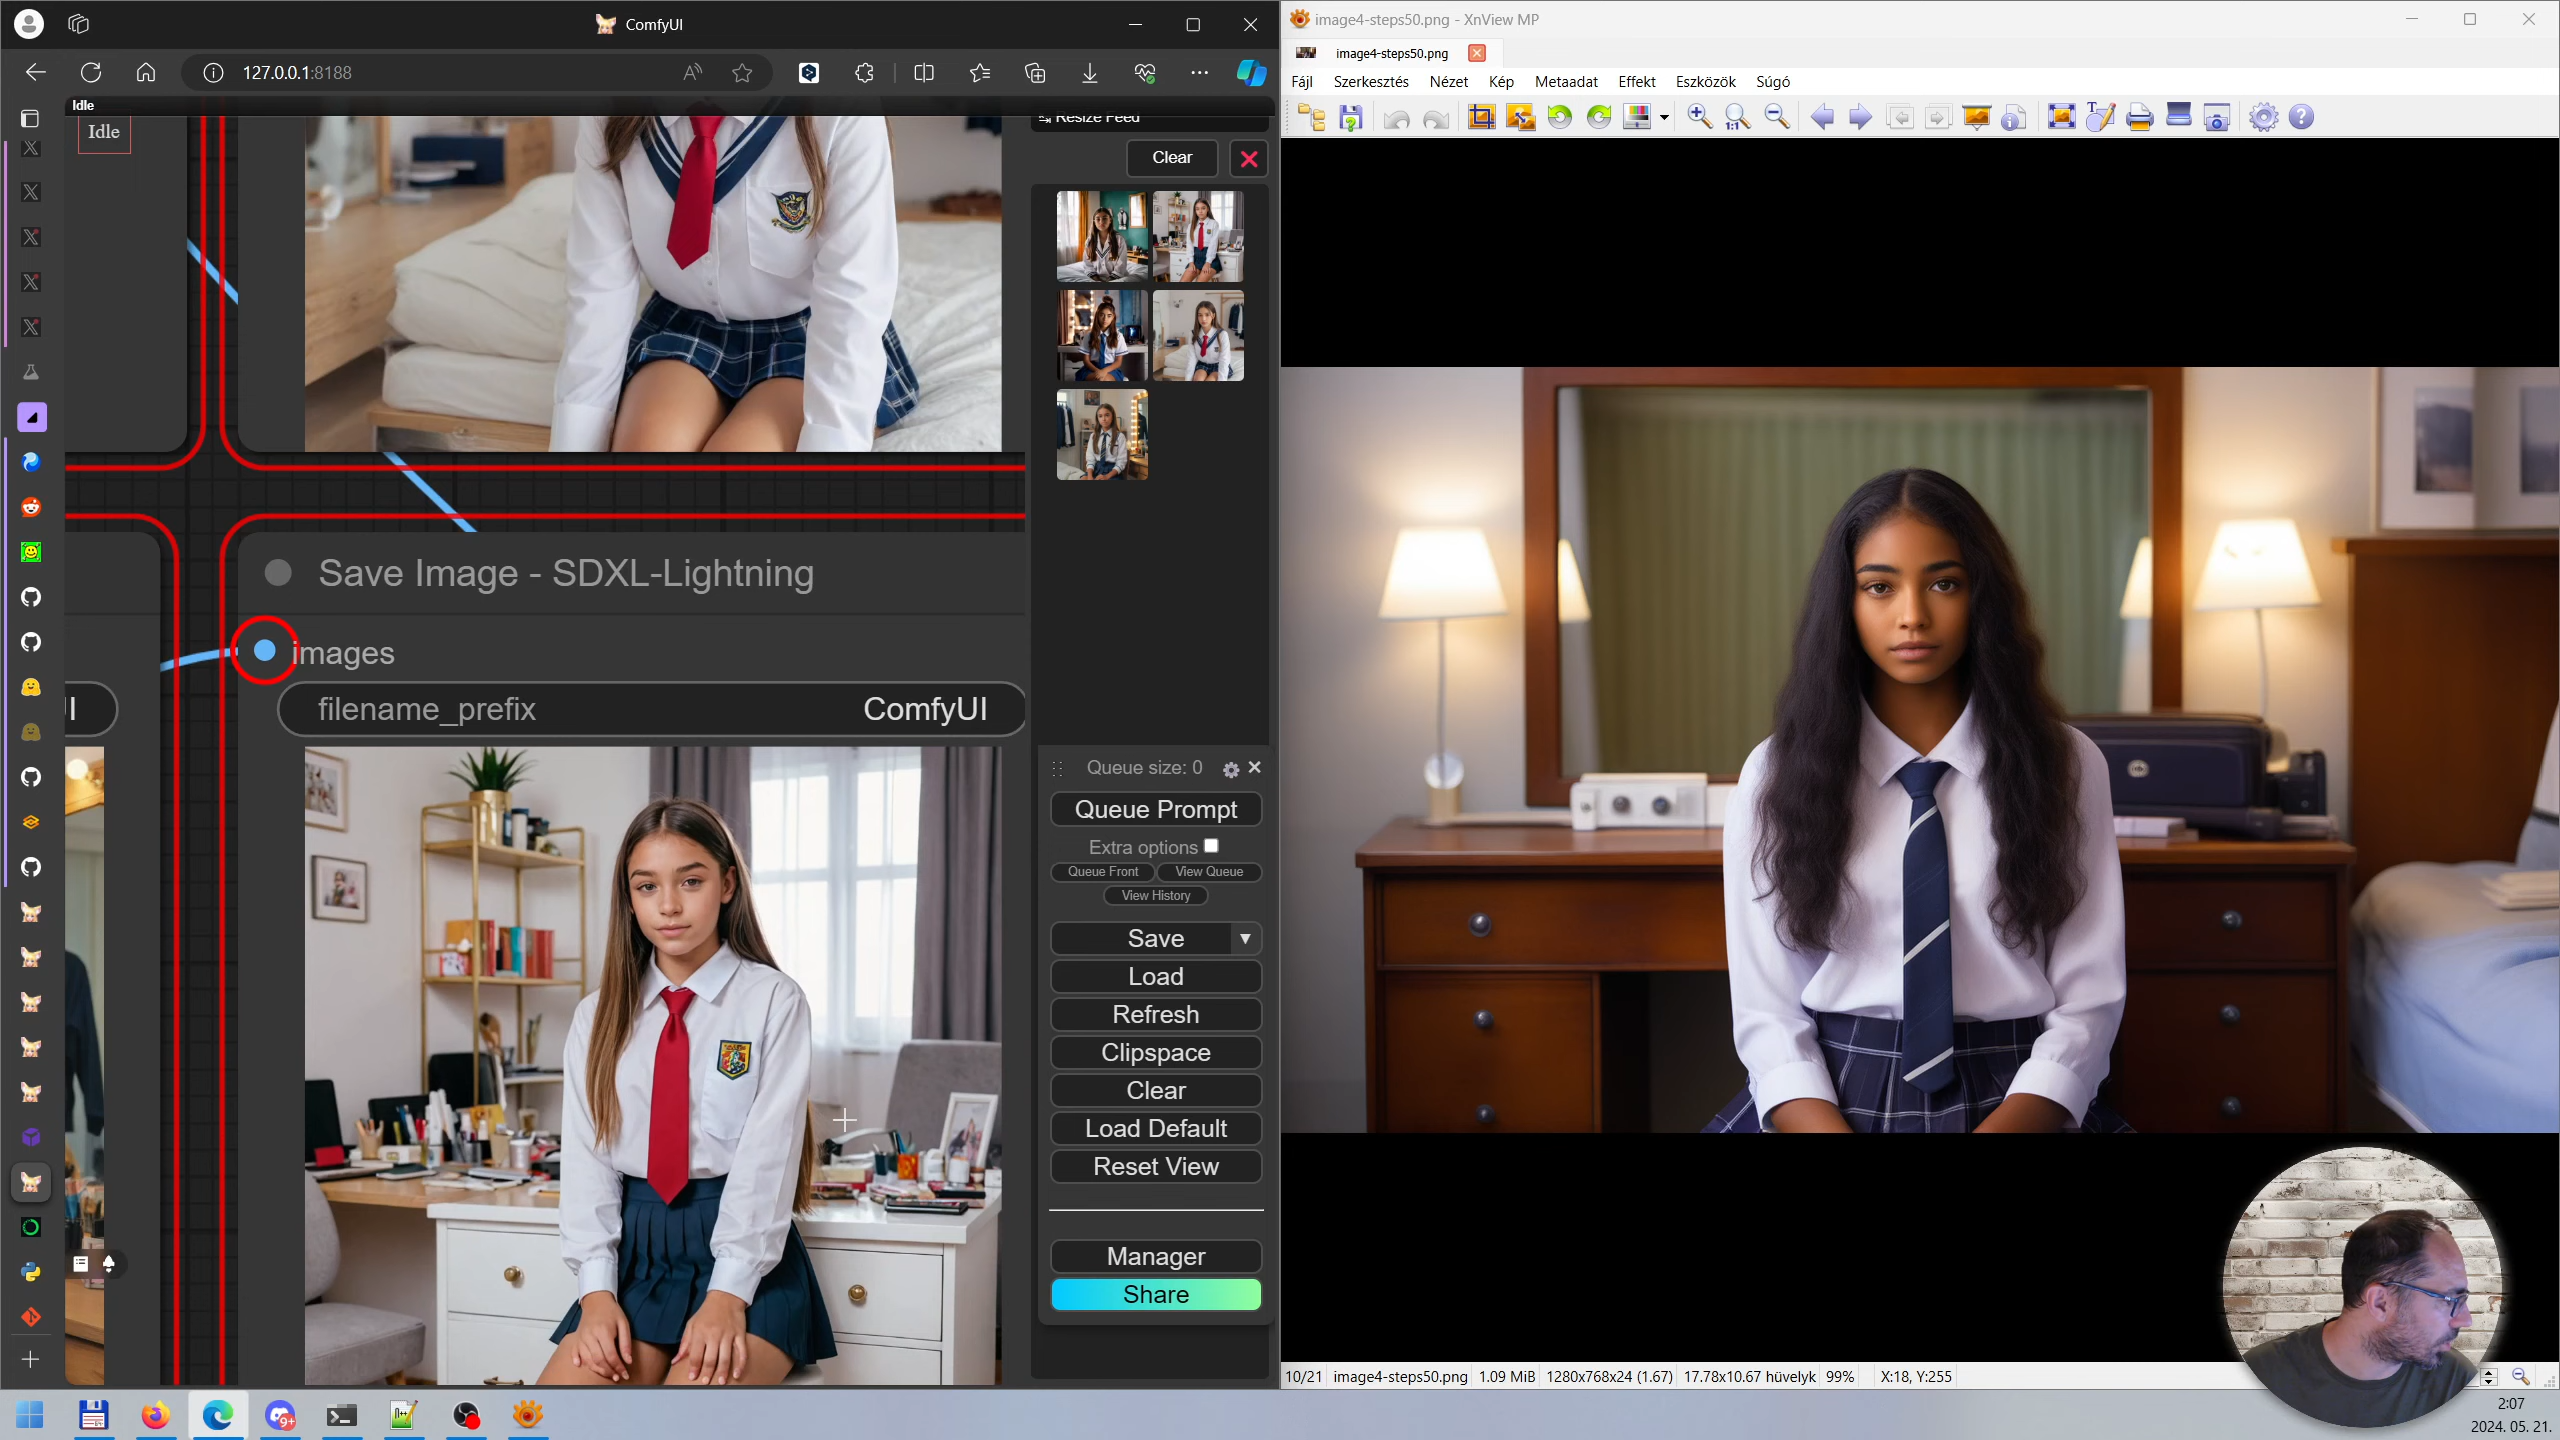 ComfyUI
127.0.0.1:8188
Idle
Idle
Resize Feed
Clear
Save Image - SDXL-Lightning
images
filename_prefix
ComfyUI
UI
Queue size: 0
Queue Prompt
Extra options
Queue Front
View Queue
View History
Save
Load
Refresh
Clipspace
Clear
Load Default
Reset View
Manager
Share
image4-steps50.png - XnView MP
image4-steps50.png
Fájl
Szerkesztés
Nézet
Kép
Metaadat
Effekt
Eszközök
Súgó
1:1
10/21
image4-steps50.png
1.09 MiB
1280x768x24 (1.67)
17.78x10.67 hüvelyk
99%
X:18, Y:255
9+
2:07
2024. 05. 21.